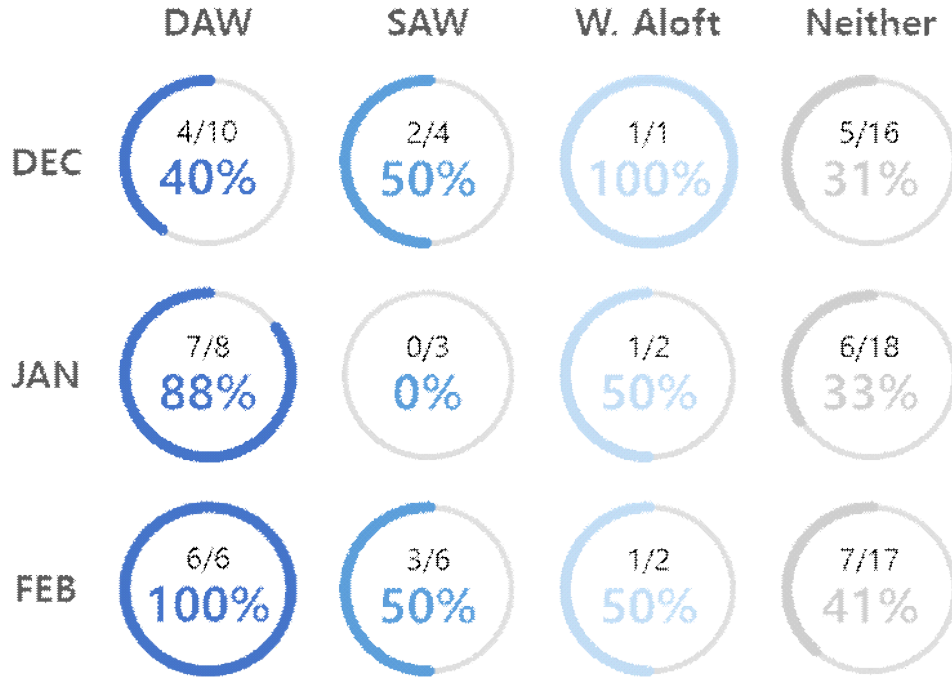 DAW SAW W. Aloft Neither
DEC
4/10 2/4 1/1 5/16
40% 50% 100% 31%
JAN
7/8 0/3 1/2 6/18
88% 0% 50% 33%
FEB
6/6 3/6 1/2 7/17
100% 50% 50% 41%